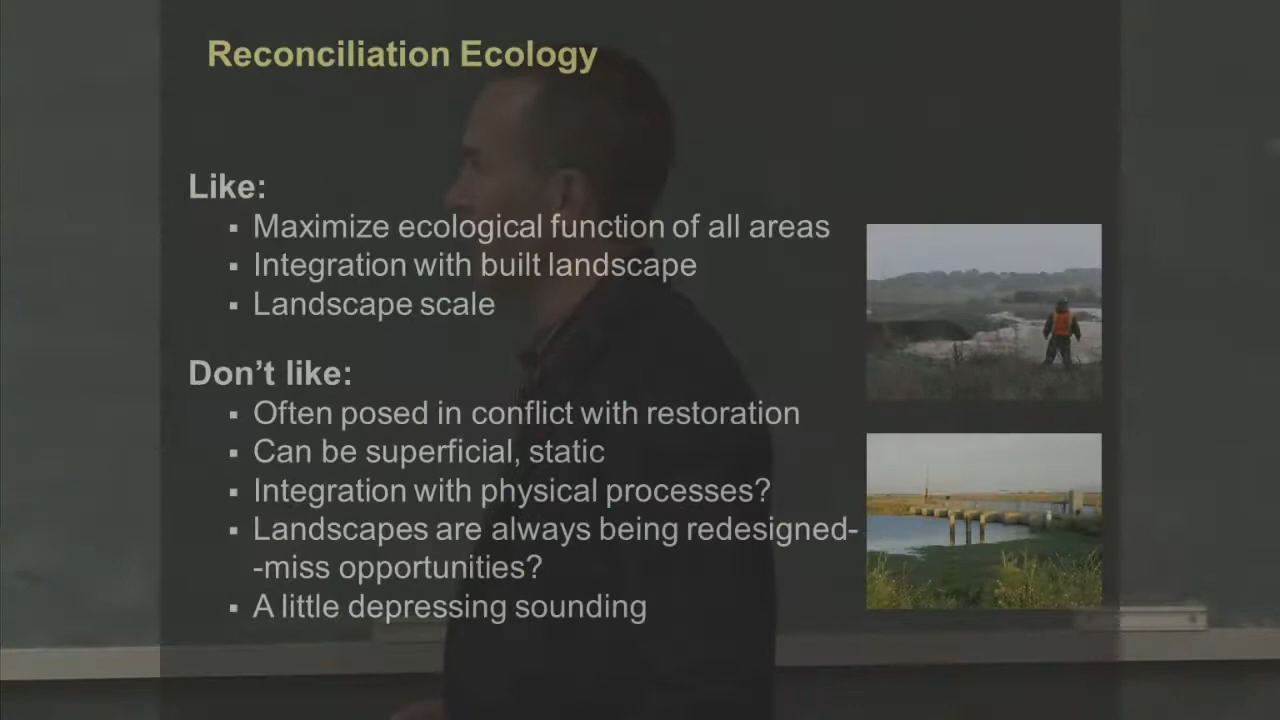 Reconciliation Ecology
Like:
▪ Maximize ecological function of all areas
▪ Integration with built landscape
▪ Landscape scale
Don't like:
▪ Often posed in conflict with restoration
▪ Can be superficial, static
▪ Integration with physical processes?
▪ Landscapes are always being redesigned-
-miss opportunities?
▪ A little depressing sounding